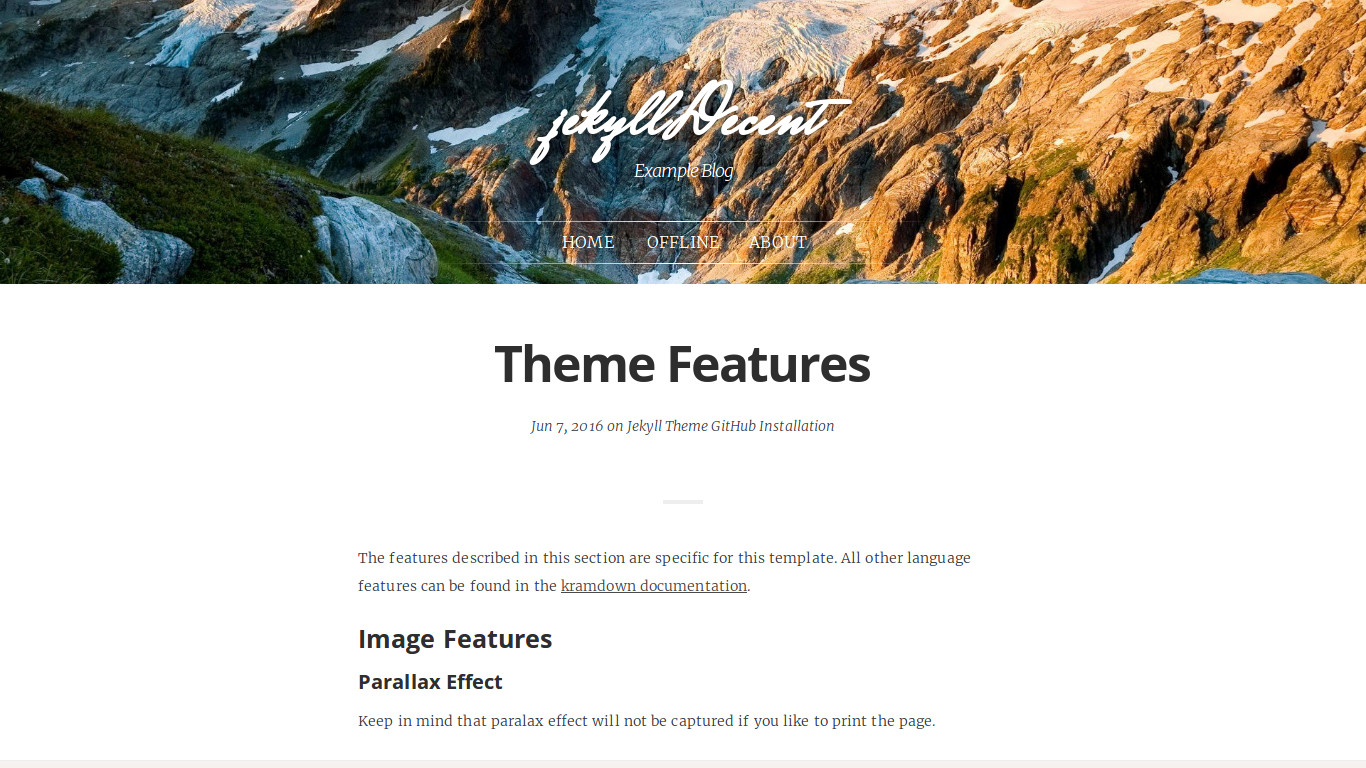 jekyllDecent
Example Blog
HOME OFFLINE ABOUT
Theme Features
Jun 7, 2016 on Jekyll Theme GitHub Installation
The features described in this section are specific for this template. All other language
features can be found in the kramdown documentation.
Image Features
Parallax Effect
Keep in mind that paralax effect will not be captured if you like to print the page.